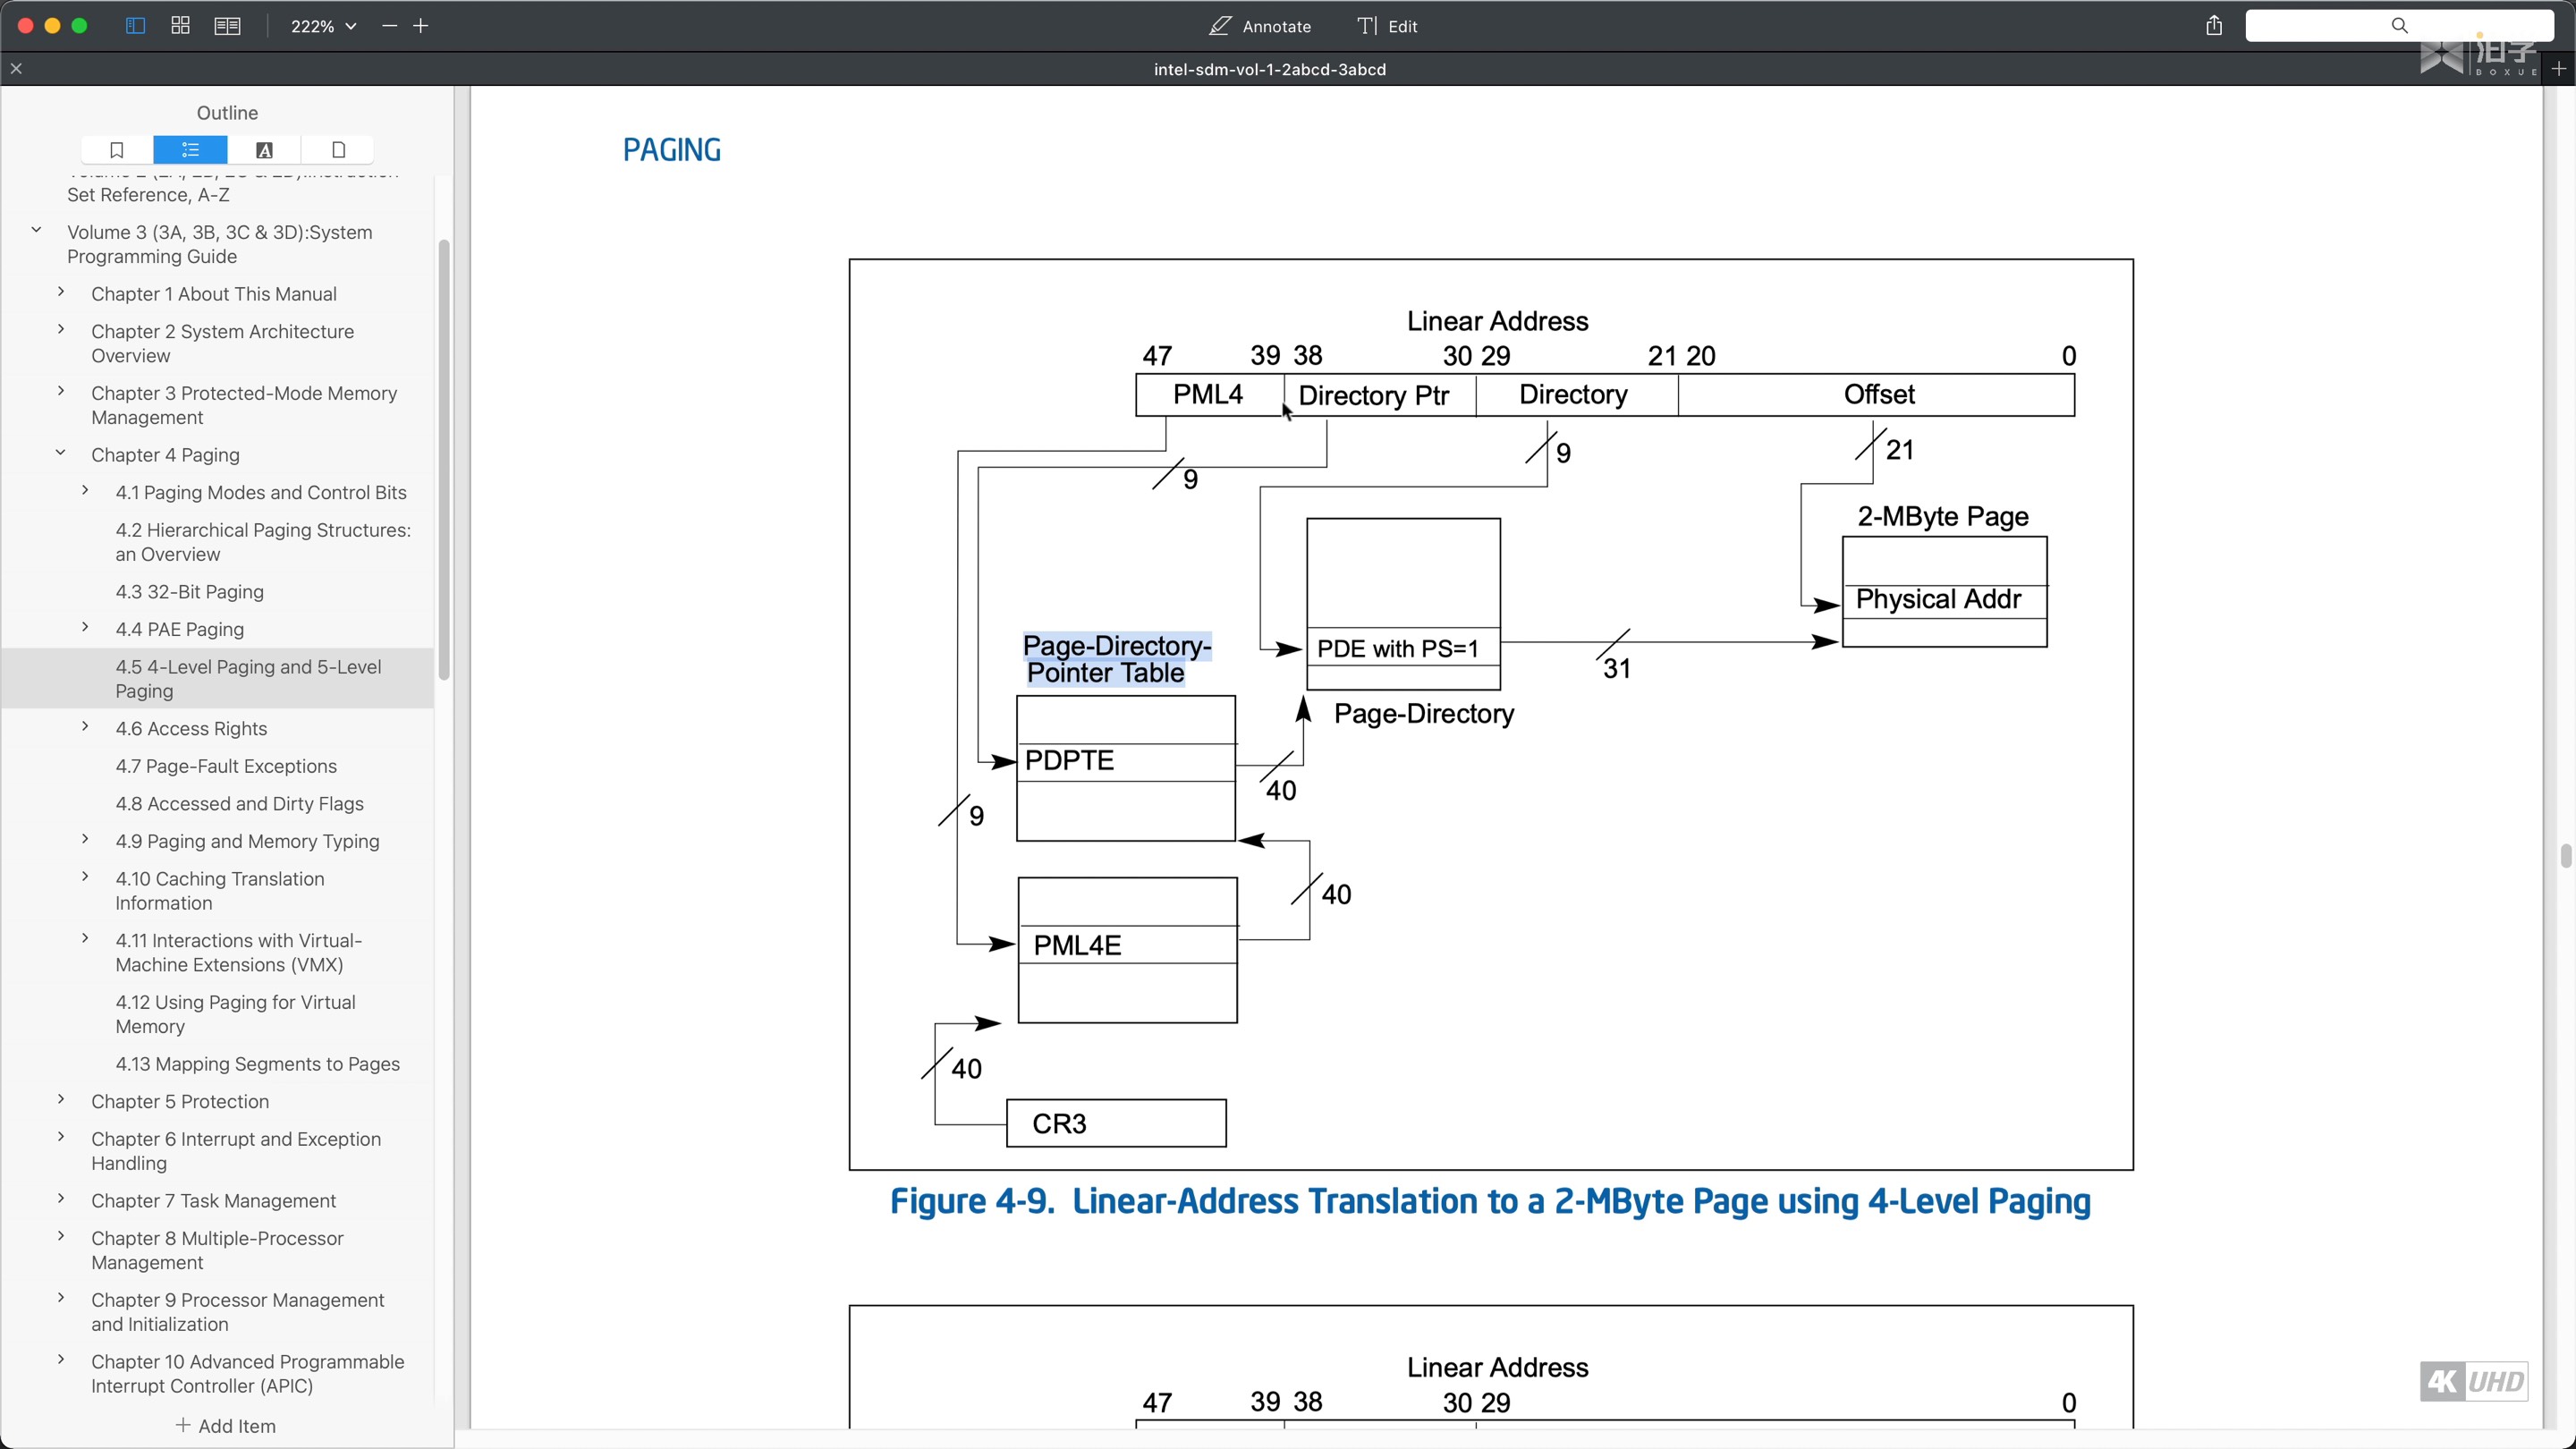 222%
Annotate
Edit
intel-sdm-vol-1-2abcd-3abcd
泊学
BOXUE
Outline
Set Reference, A-Z
Volume 3 (3A, 3B, 3C & 3D):System
Programming Guide
Chapter 1 About This Manual
Chapter 2 System Architecture
Overview
Chapter 3 Protected-Mode Memory
Management
Chapter 4 Paging
4.1 Paging Modes and Control Bits
4.2 Hierarchical Paging Structures:
an Overview
4.3 32-Bit Paging
4.4 PAE Paging
4.5 4-Level Paging and 5-Level
Paging
4.6 Access Rights
4.7 Page-Fault Exceptions
4.8 Accessed and Dirty Flags
4.9 Paging and Memory Typing
4.10 Caching Translation
Information
4.11 Interactions with Virtual-
Machine Extensions (VMX)
4.12 Using Paging for Virtual
Memory
4.13 Mapping Segments to Pages
Chapter 5 Protection
Chapter 6 Interrupt and Exception
Handling
Chapter 7 Task Management
Chapter 8 Multiple-Processor
Management
Chapter 9 Processor Management
and Initialization
Chapter 10 Advanced Programmable
Interrupt Controller (APIC)
Add Item
PAGING
Linear Address
47 39 38 30 29 21 20 0
PML4 Directory Ptr Directory Offset
9
9
21
2-MByte Page
Physical Addr
Page-Directory-
Pointer Table
PDE with PS=1
31
Page-Directory
PDPTE
40
9
40
PML4E
40
CR3
Figure 4-9. Linear-Address Translation to a 2-MByte Page using 4-Level Paging
Linear Address
47 39 38 30 29 0
4K UHD